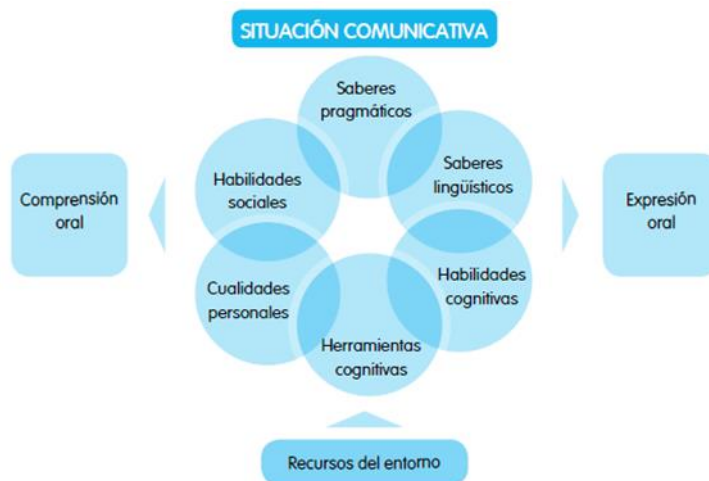 SITUACIÓN COMUNICATIVA
Saberes
pragmáticos
Habilidades
sociales
Saberes
lingüísticos
Comprensión
oral
Expresión
oral
Cualidades
personales
Habilidades
cognitivas
Herramientas
cognitivas
Recursos del entorno